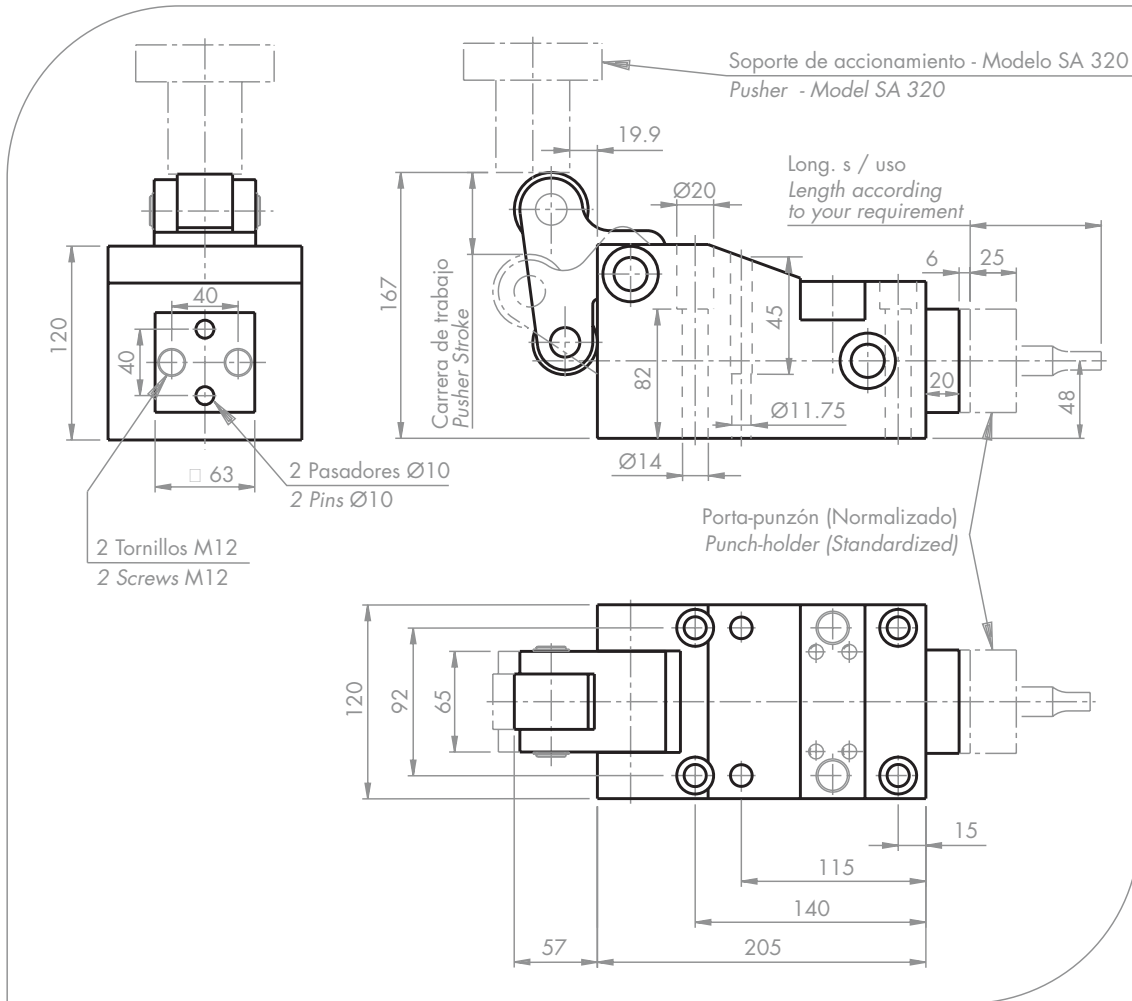 Soporte de accionamiento - Modelo SA 320
Pusher - Model SA 320
19.9
Long. s / uso
Length according
to your requirement
Ø20
6
25
167
Carrera de trabajo
Pusher Stroke
120
40
40
45
82
20
48
Ø11.75
Ø14
□ 63
2 Pasadores Ø10
2 Pins Ø10
2 Tornillos M12
2 Screws M12
Porta-punzón (Normalizado)
Punch-holder (Standardized)
120
92
65
15
115
140
57
205